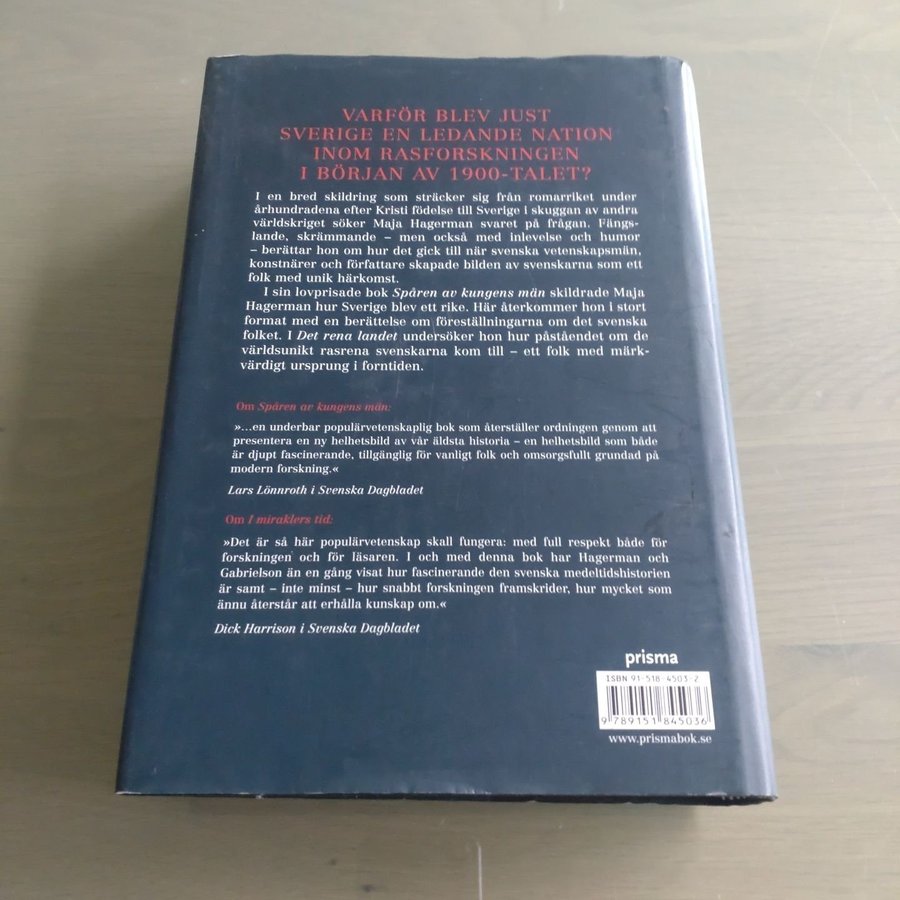 VARFÖR BLEV JUST
SVERIGE EN LEDANDE NATION
INOM RASFORSKNINGEN
I BÖRJAN AV 1900-TALET?
I en bred skildring som sträcker sig från romarriket under
århundradena efter Kristi födelse till Sverige i skuggan av andra
världskriget söker Maja Hagerman svaret på frågan. Fängs-
lande, skrämmande – men också med inlevelse och humor
– berättar hon om hur det gick till när svenska vetenskapsmän,
konstnärer och författare skapade bilden av svenskarna som ett
folk med unik härkomst.
I sin lovprisade bok Spåren av kungens män skildrade Maja
Hagerman hur Sverige blev ett rike. Här återkommer hon i stort
format med en berättelse om föreställningarna om det svenska
folket. I Det rena landet undersöker hon hur påståendet om de
världsunikt rasrena svenskarna kom till – ett folk med märk-
värdigt ursprung i forntiden.
Om Spåren av kungens män:
»...en underbar populärvetenskaplig bok som återställer ordningen genom att
presentera en ny helhetsbild av vår äldsta historia – en helhetsbild som både
är djupt fascinerande, tillgänglig för vanligt folk och omsorgsfullt grundad på
modern forskning.«
Lars Lönnroth i Svenska Dagbladet
Om I miraklers tid:
»Det är så här populärvetenskap skall fungera: med full respekt både för
forskningen och för läsaren. I och med denna bok har Hagerman och
Gabrielson än en gång visat hur fascinerande den svenska medeltidshistorien
är samt – inte minst – hur snabbt forskningen framskrider, hur mycket som
ännu återstår att erhålla kunskap om.«
Dick Harrison i Svenska Dagbladet
prisma
ISBN 91-518-4503-2
9 789151 845036
www.prismabok.se